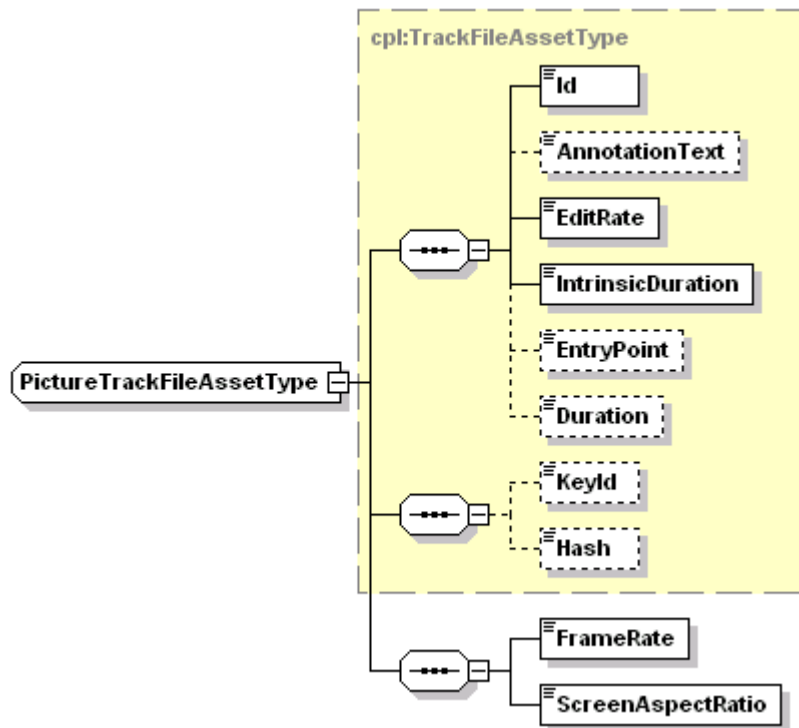 cpl:TrackFileAssetType
Id
AnnotationText
EditRate
IntrinsicDuration
EntryPoint
PictureTrackFileAssetType
Duration
KeyId
Hash
FrameRate
ScreenAspectRatio